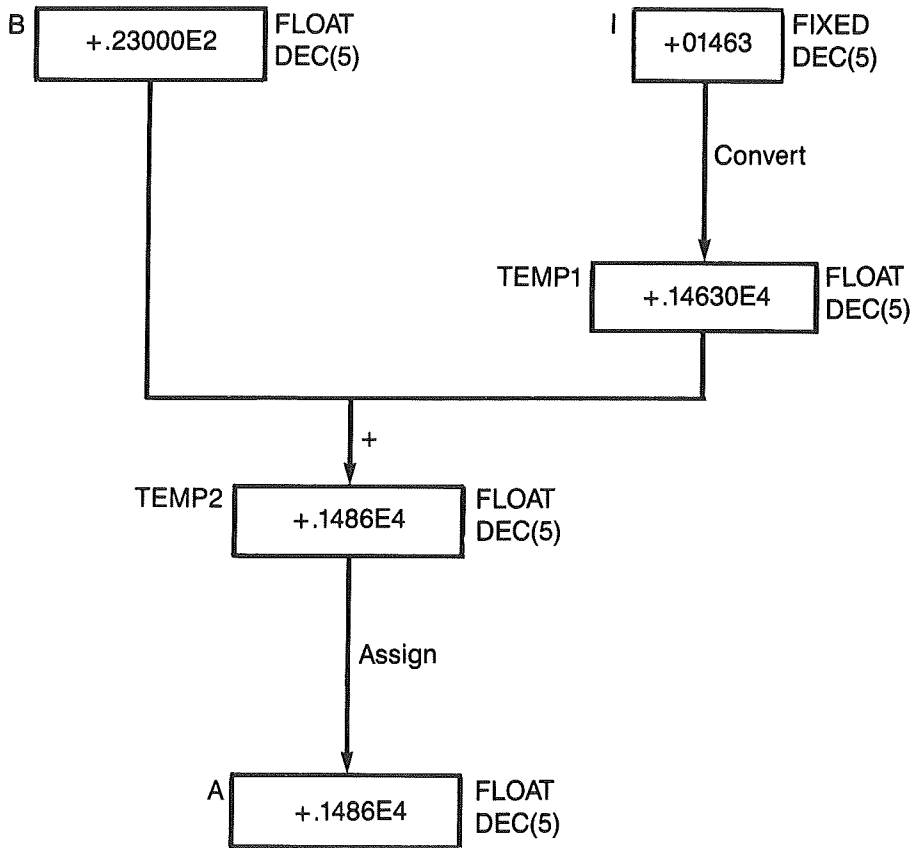 B
+.23000E2
FLOAT
DEC(5)
I
+01463
FIXED
DEC(5)
Convert
TEMP1
+.14630E4
FLOAT
DEC(5)
+
TEMP2
+.1486E4
FLOAT
DEC(5)
Assign
A
+.1486E4
FLOAT
DEC(5)